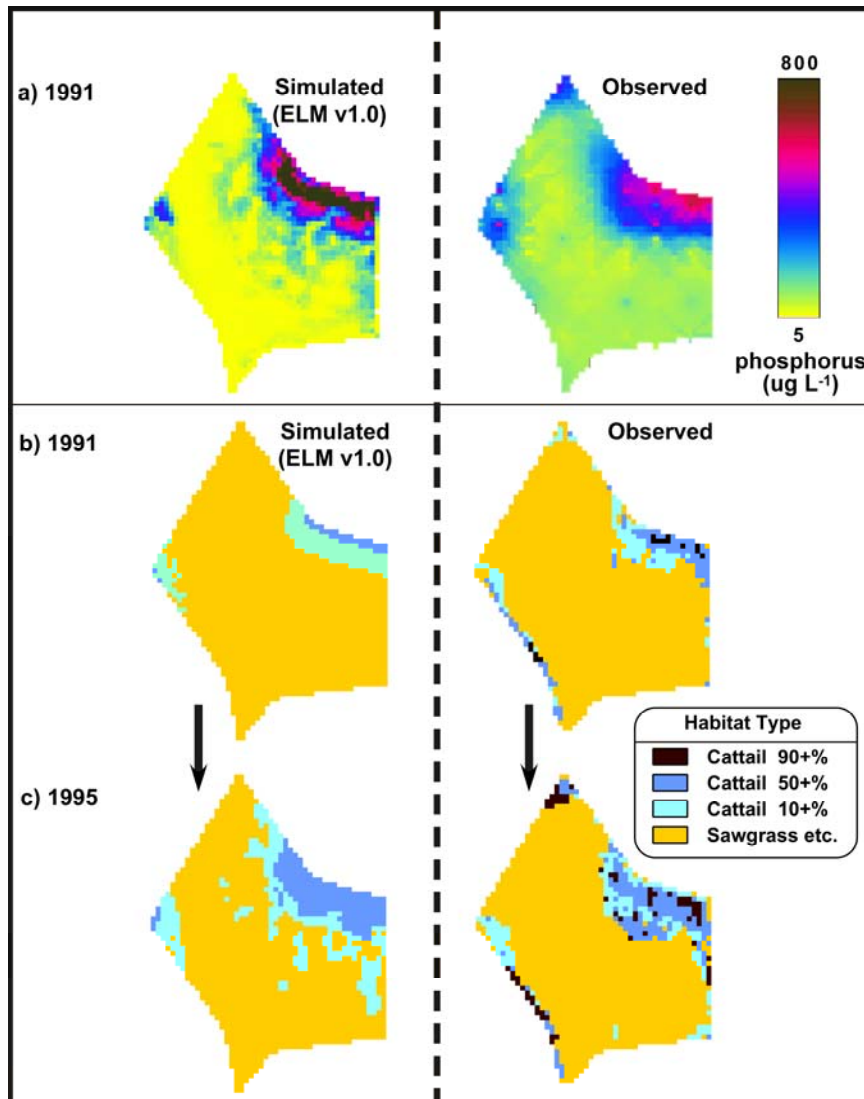 a) 1991
Simulated
(ELM v1.0)
Observed
800
5
phosphorus
(ug L⁻¹)
b) 1991
Simulated
(ELM v1.0)
Observed
c) 1995
Habitat Type
Cattail 90+%
Cattail 50+%
Cattail 10+%
Sawgrass etc.